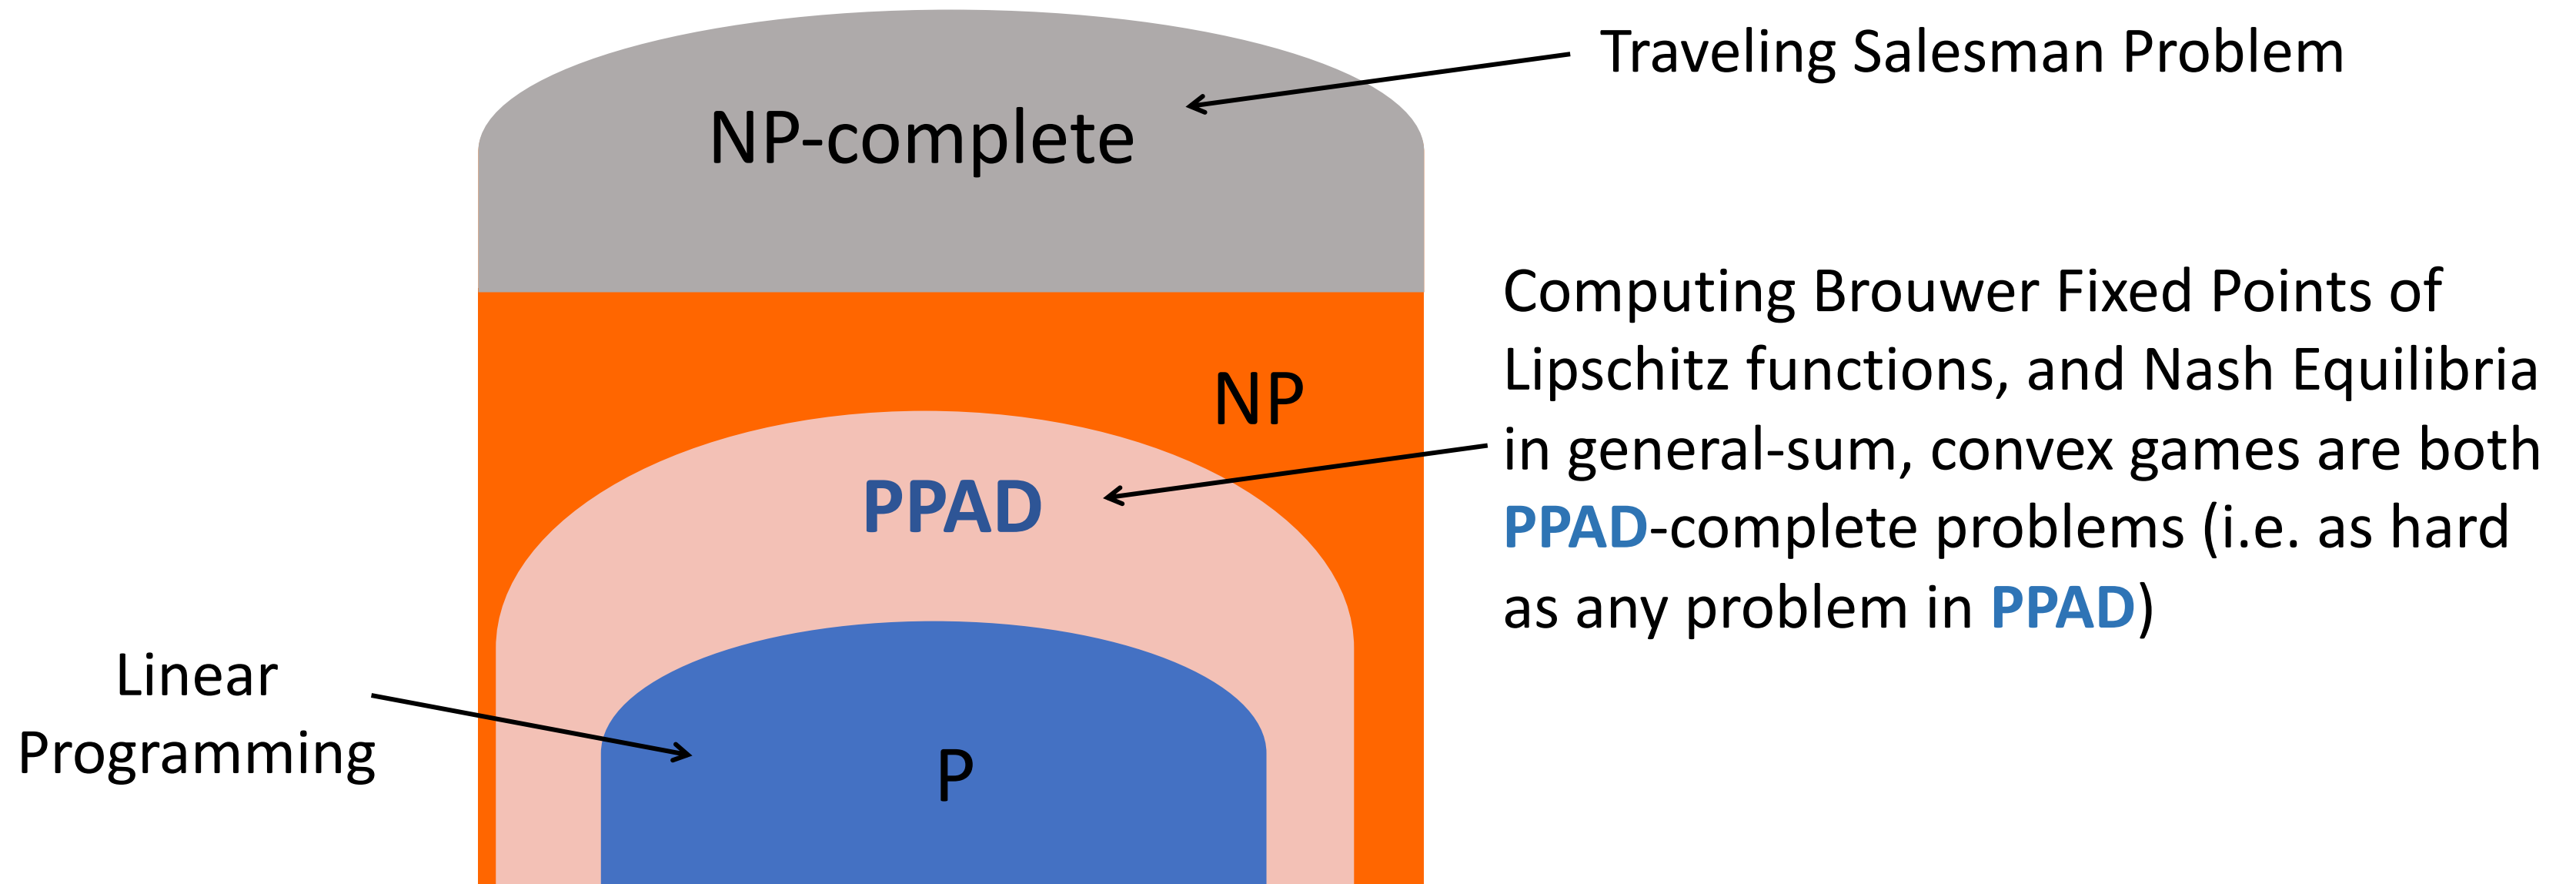 Traveling Salesman Problem
NP-complete
Computing Brouwer Fixed Points of
Lipschitz functions, and Nash Equilibria
in general-sum, convex games are both
PPAD-complete problems (i.e. as hard
as any problem in PPAD)
NP
PPAD
Linear
Programming
P